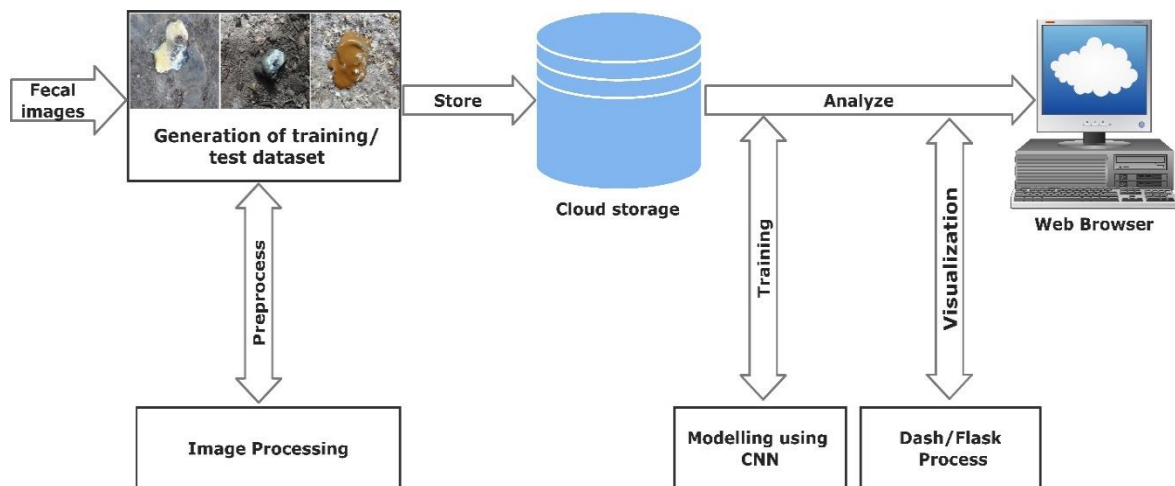 Fecal
images
Generation of training/
test dataset
Store
Cloud storage
Analyze
Web Browser
Preprocess
Training
Visualization
Image Processing
Modelling using
CNN
Dash/Flask
Process